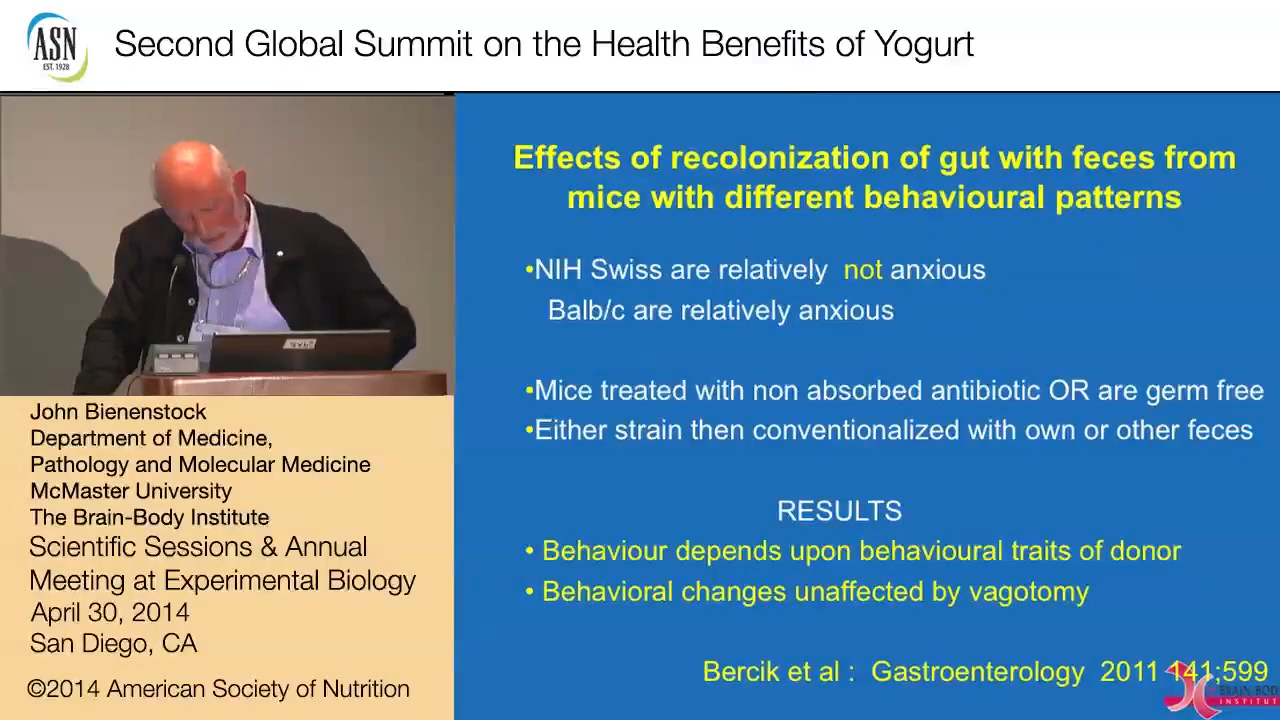 ASN
EST. 1928
Second Global Summit on the Health Benefits of Yogurt
John Bienenstock
Department of Medicine,
Pathology and Molecular Medicine
McMaster University
The Brain-Body Institute
Scientific Sessions & Annual
Meeting at Experimental Biology
April 30, 2014
San Diego, CA
©2014 American Society of Nutrition
Effects of recolonization of gut with feces from
mice with different behavioural patterns
•NIH Swiss are relatively not anxious
Balb/c are relatively anxious
•Mice treated with non absorbed antibiotic OR are germ free
•Either strain then conventionalized with own or other feces
RESULTS
• Behaviour depends upon behavioural traits of donor
• Behavioral changes unaffected by vagotomy
Bercik et al : Gastroenterology 2011 141;599
BRAIN-BODY
INSTITUTE